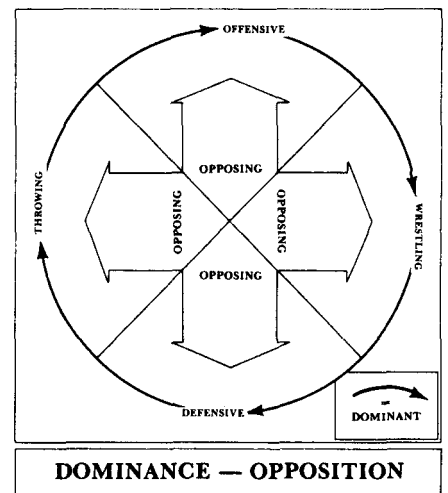 OFFENSIVE
OPPOSING
THROWING
OPPOSING
OPPOSING
WRESTLING
OPPOSING
DEFENSIVE
=
DOMINANT
DOMINANCE — OPPOSITION